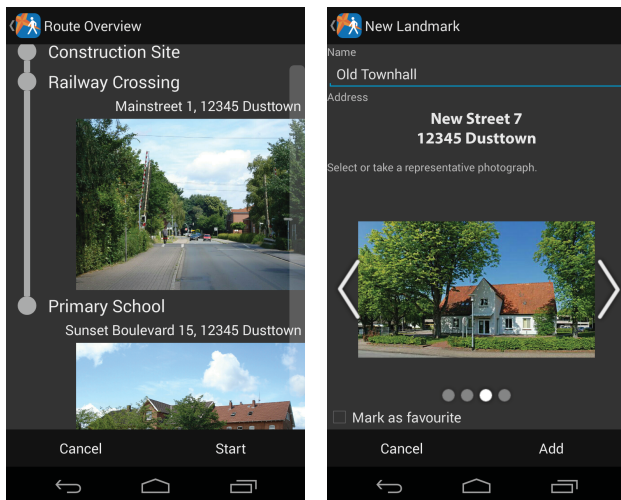 Route Overview
Construction Site
Railway Crossing
Mainstreet 1, 12345 Dusttown
Primary School
Sunset Boulevard 15, 12345 Dusttown
Cancel Start
New Landmark
Name
Old Townhall
Address
New Street 7
12345 Dusttown
Select or take a representative photograph.
Mark as favourite
Cancel Add